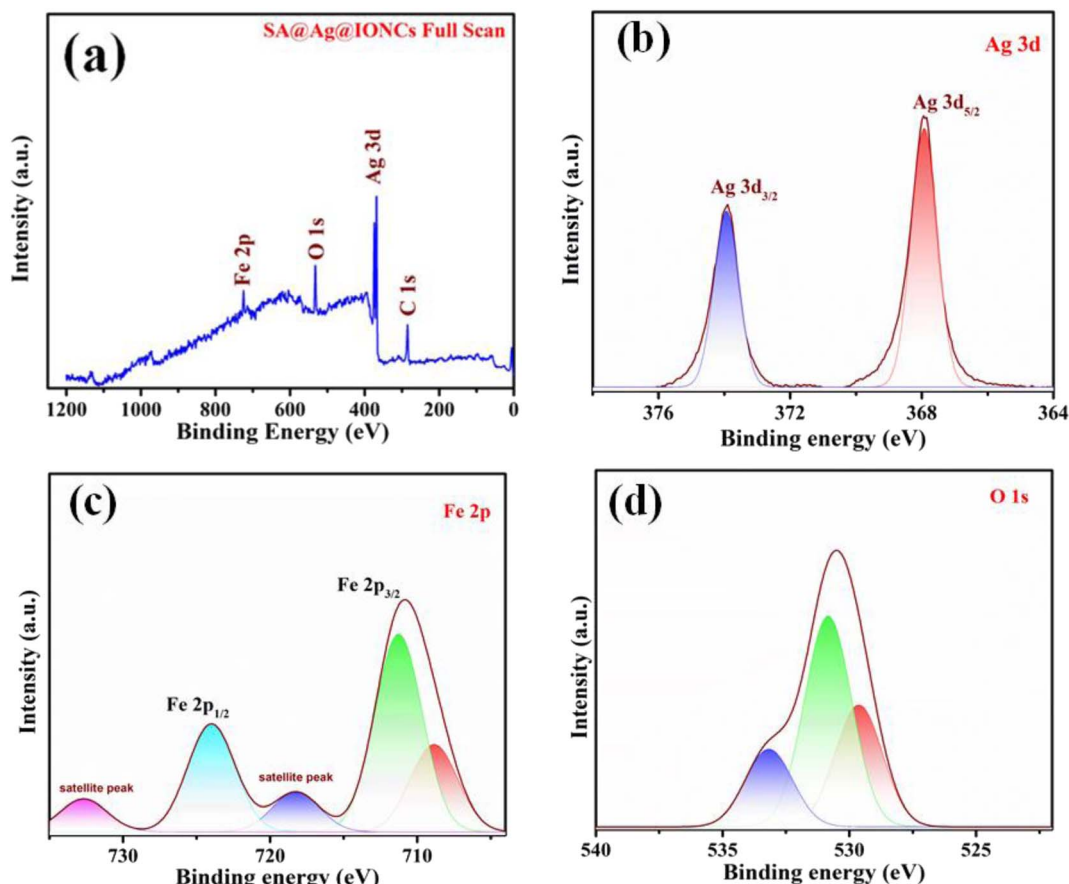 (a)
SA@Ag@IONCs Full Scan
Intensity (a.u.)
Fe 2p
O 1s
Ag 3d
C 1s
1200 1000 800 600 400 200 0
Binding Energy (eV)
(b)
Ag 3d
Intensity (a.u.)
Ag 3d3/2
Ag 3d5/2
376 372 368 364
Binding energy (eV)
(c)
Fe 2p
Intensity (a.u.)
Fe 2p3/2
Fe 2p1/2
satellite peak
satellite peak
730 720 710
Binding energy (eV)
(d)
O 1s
Intensity (a.u.)
540 535 530 525
Binding energy (eV)